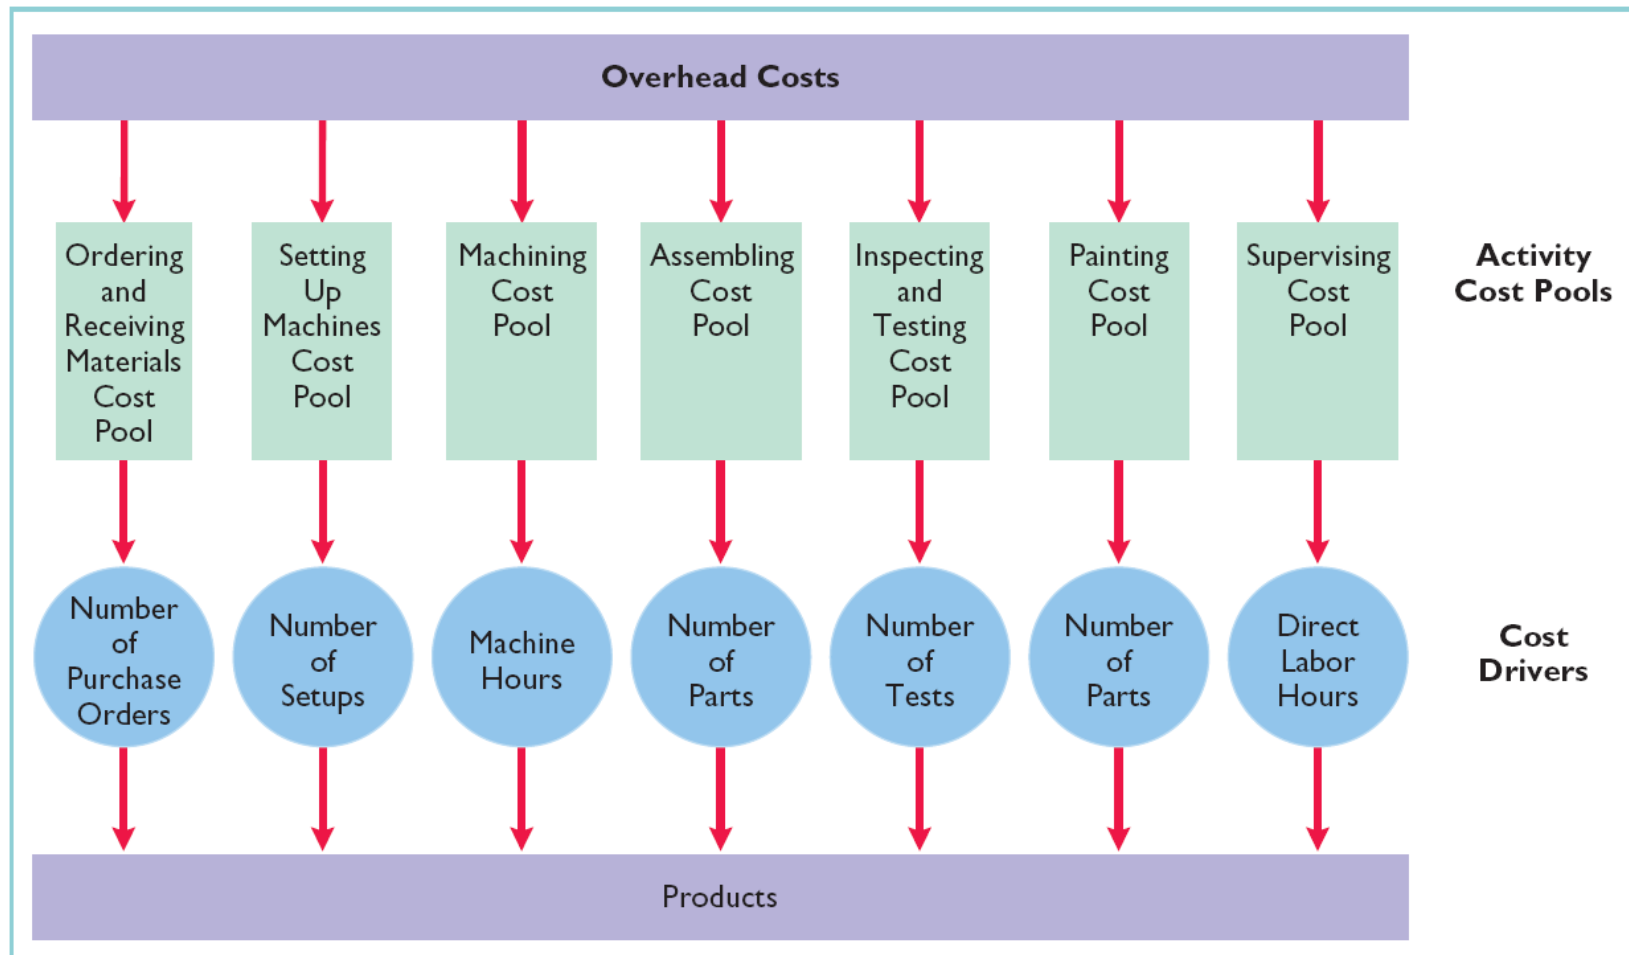 Overhead Costs
Ordering
and
Receiving
Materials
Cost
Pool
Setting
Up
Machines
Cost
Pool
Machining
Cost
Pool
Assembling
Cost
Pool
Inspecting
and
Testing
Cost
Pool
Painting
Cost
Pool
Supervising
Cost
Pool
Activity
Cost Pools
Number
of
Purchase
Orders
Number
of
Setups
Machine
Hours
Number
of
Parts
Number
of
Tests
Number
of
Parts
Direct
Labor
Hours
Cost
Drivers
Products